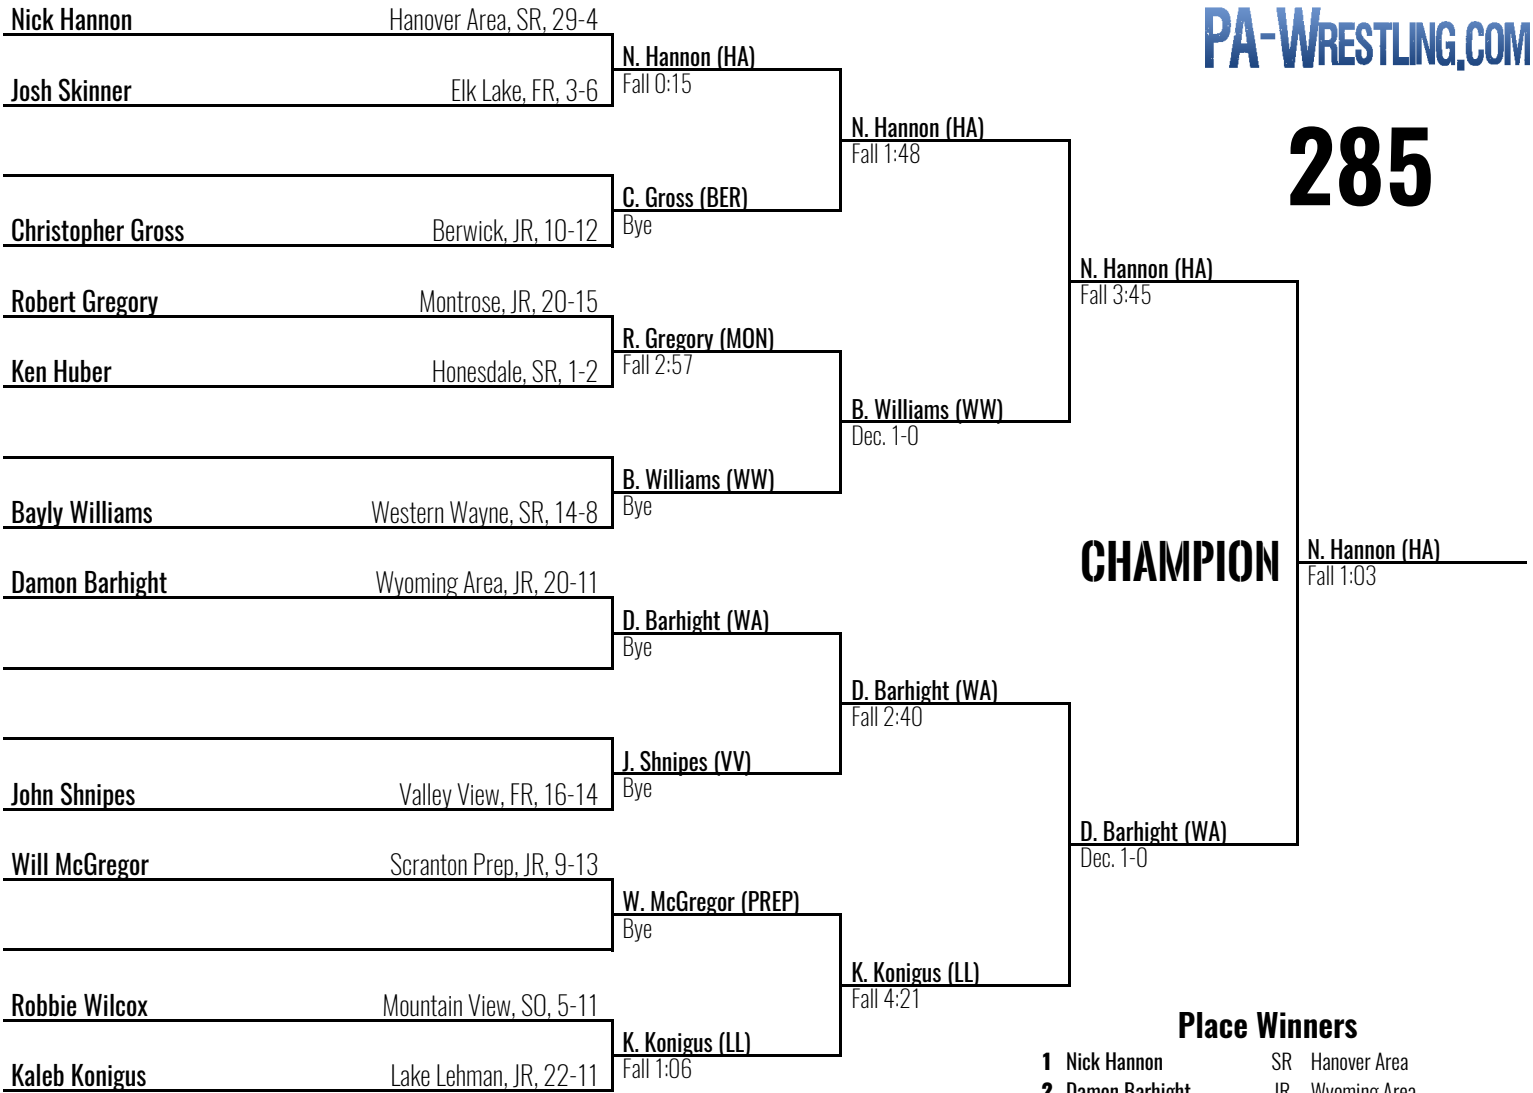 PA-WRESTLING.COM
285
Nick Hannon Hanover Area, SR, 29-4
Josh Skinner Elk Lake, FR, 3-6
Christopher Gross Berwick, JR, 10-12
Robert Gregory Montrose, JR, 20-15
Ken Huber Honesdale, SR, 1-2
Bayly Williams Western Wayne, SR, 14-8
Damon Barhight Wyoming Area, JR, 20-11
John Shnipes Valley View, FR, 16-14
Will McGregor Scranton Prep, JR, 9-13
Robbie Wilcox Mountain View, SO, 5-11
Kaleb Konigus Lake Lehman, JR, 22-11
N. Hannon (HA)
Fall 0:15
C. Gross (BER)
Bye
R. Gregory (MON)
Fall 2:57
B. Williams (WW)
Bye
D. Barhight (WA)
Bye
J. Shnipes (VV)
Bye
W. McGregor (PREP)
Bye
K. Konigus (LL)
Fall 1:06
N. Hannon (HA)
Fall 1:48
B. Williams (WW)
Dec. 1-0
D. Barhight (WA)
Fall 2:40
K. Konigus (LL)
Fall 4:21
N. Hannon (HA)
Fall 3:45
D. Barhight (WA)
Dec. 1-0
CHAMPION
N. Hannon (HA)
Fall 1:03
Place Winners
1 Nick Hannon SR Hanover Area
2 Damon Barhight JR Wyoming Area